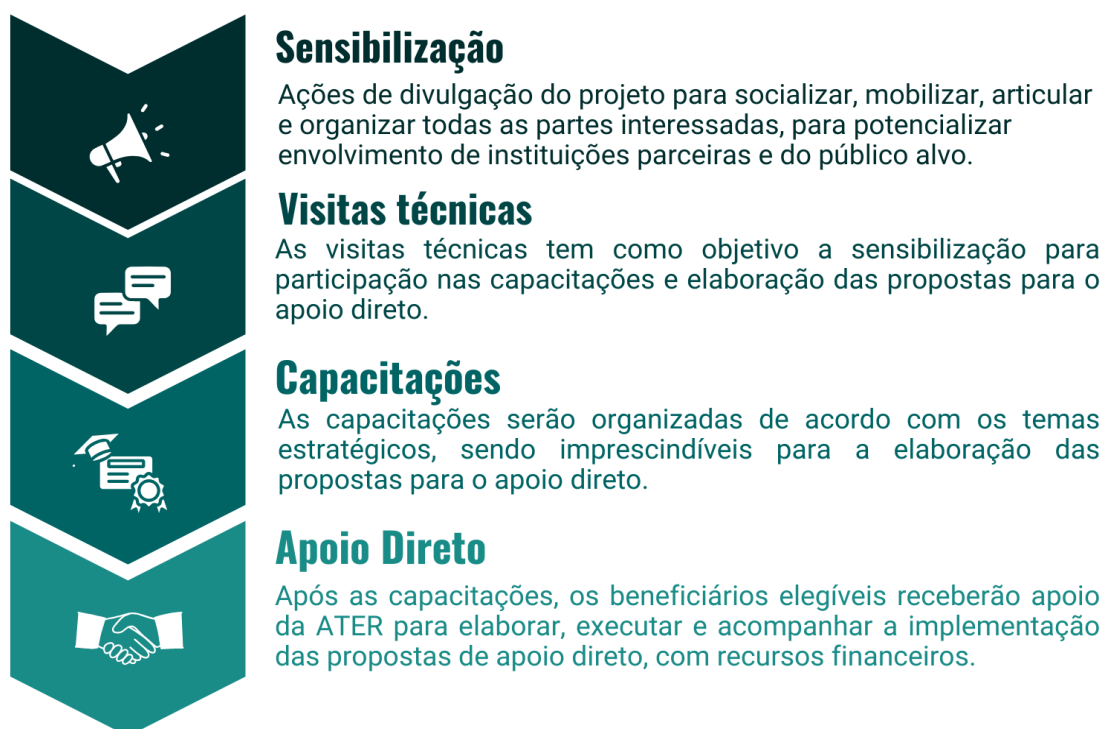 Sensibilização
Ações de divulgação do projeto para socializar, mobilizar, articular
e organizar todas as partes interessadas, para potencializar
envolvimento de instituições parceiras e do público alvo.
Visitas técnicas
As visitas técnicas tem como objetivo a sensibilização para
participação nas capacitações e elaboração das propostas para o
apoio direto.
Capacitações
As capacitações serão organizadas de acordo com os temas
estratégicos, sendo imprescindíveis para a elaboração das
propostas para o apoio direto.
Apoio Direto
Após as capacitações, os beneficiários elegíveis receberão apoio
da ATER para elaborar, executar e acompanhar a implementação
das propostas de apoio direto, com recursos financeiros.